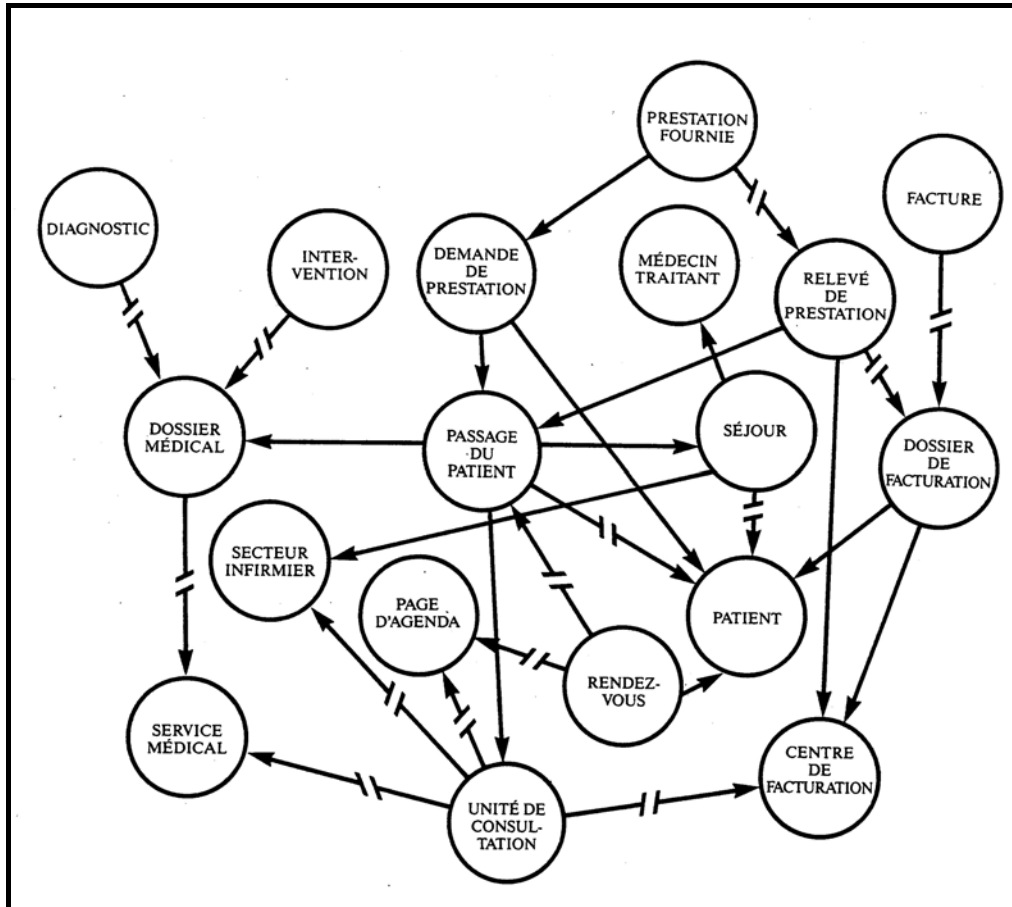 PRESTATION
FOURNIE
FACTURE
DIAGNOSTIC
INTER-
VENTION
DEMANDE
DE
PRESTATION
MÉDECIN
TRAITANT
RELEVÉ
DE
PRESTATION
DOSSIER
MÉDICAL
PASSAGE
DU
PATIENT
SÉJOUR
DOSSIER
DE
FACTURATION
SECTEUR
INFIRMIER
PAGE
D'AGENDA
PATIENT
RENDEZ-
VOUS
SERVICE
MÉDICAL
CENTRE
DE
FACTURATION
UNITÉ DE
CONSUL-
TATION